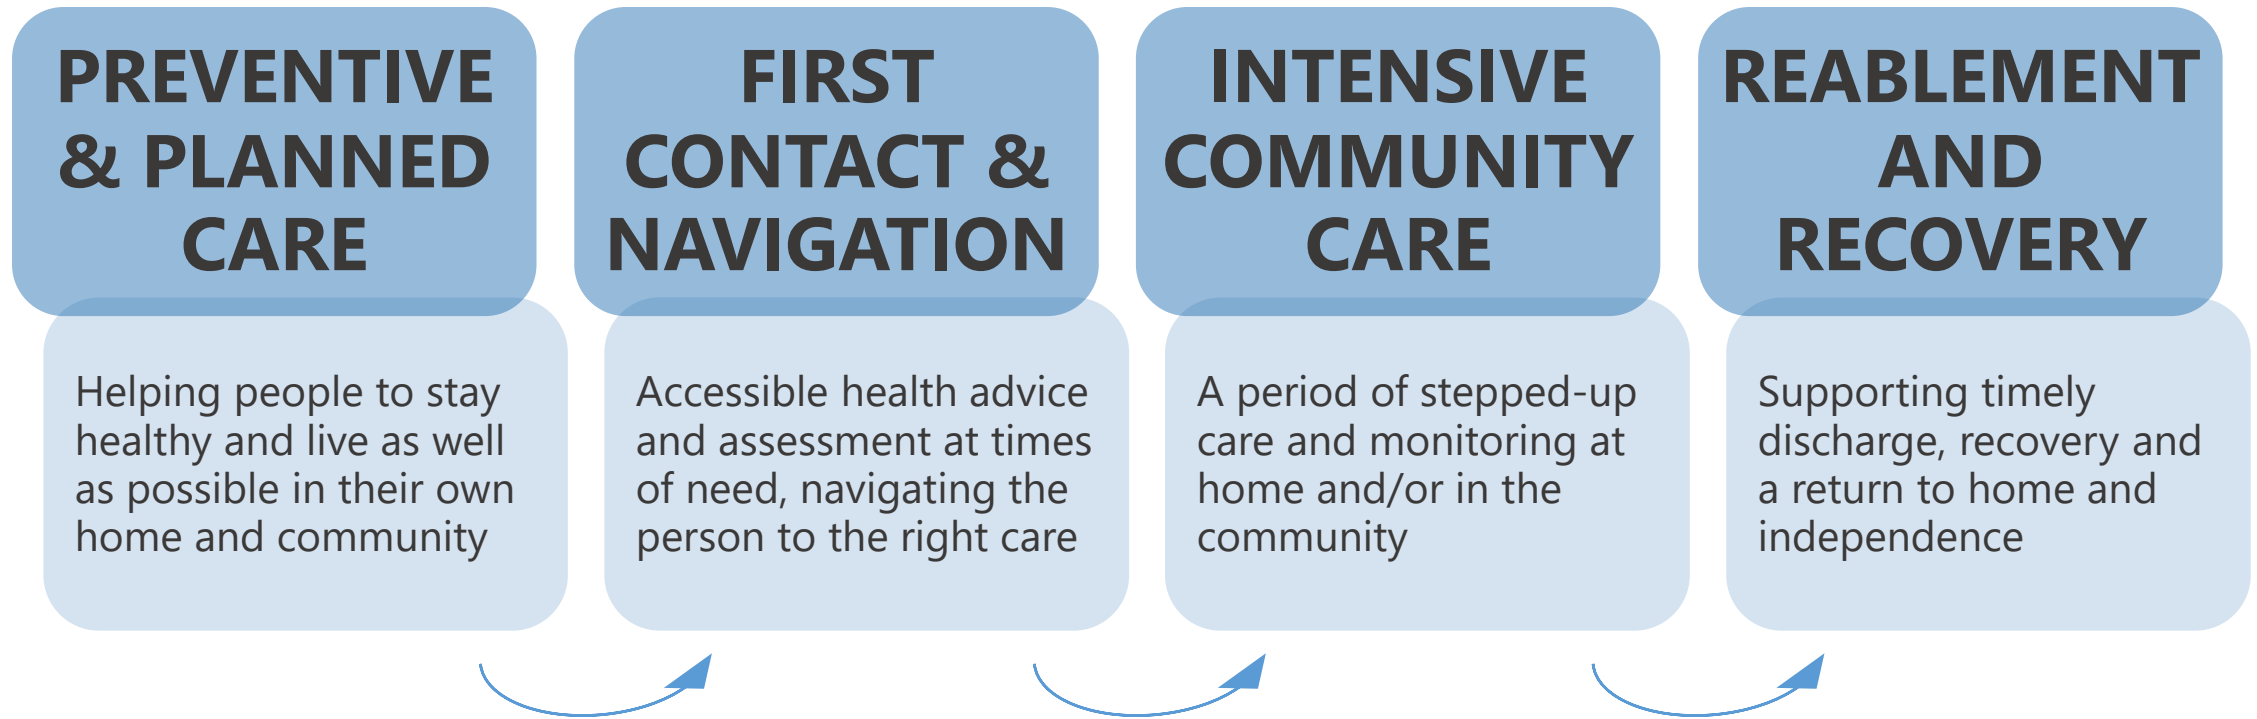 PREVENTIVE
& PLANNED
CARE
Helping people to stay
healthy and live as well
as possible in their own
home and community
FIRST
CONTACT &
NAVIGATION
Accessible health advice
and assessment at times
of need, navigating the
person to the right care
INTENSIVE
COMMUNITY
CARE
A period of stepped-up
care and monitoring at
home and/or in the
community
REABLEMENT
AND
RECOVERY
Supporting timely
discharge, recovery and
a return to home and
independence